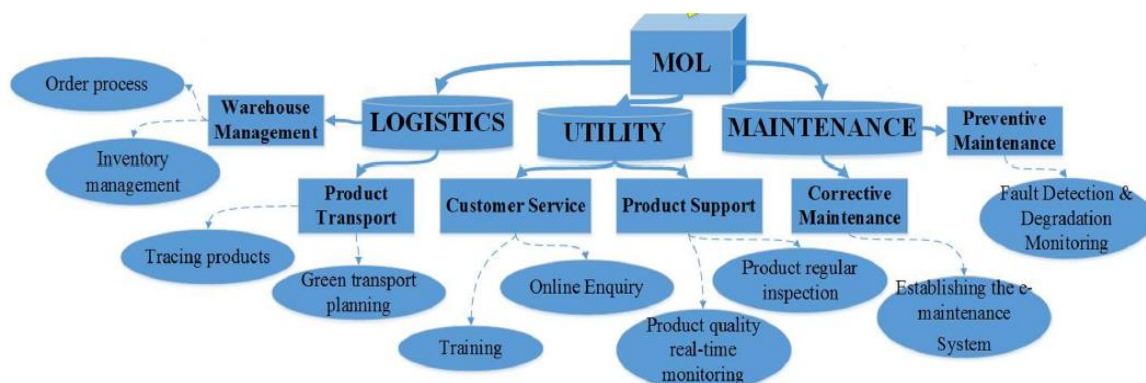 MOL
LOGISTICS
UTILITY
MAINTENANCE
Order process
Warehouse
Management
Inventory
management
Product
Transport
Tracing products
Green transport
planning
Customer Service
Training
Online Enquiry
Product Support
Product quality
real-time
monitoring
Product regular
inspection
Corrective
Maintenance
Establishing the e-
maintenance
System
Preventive
Maintenance
Fault Detection &
Degradation
Monitoring